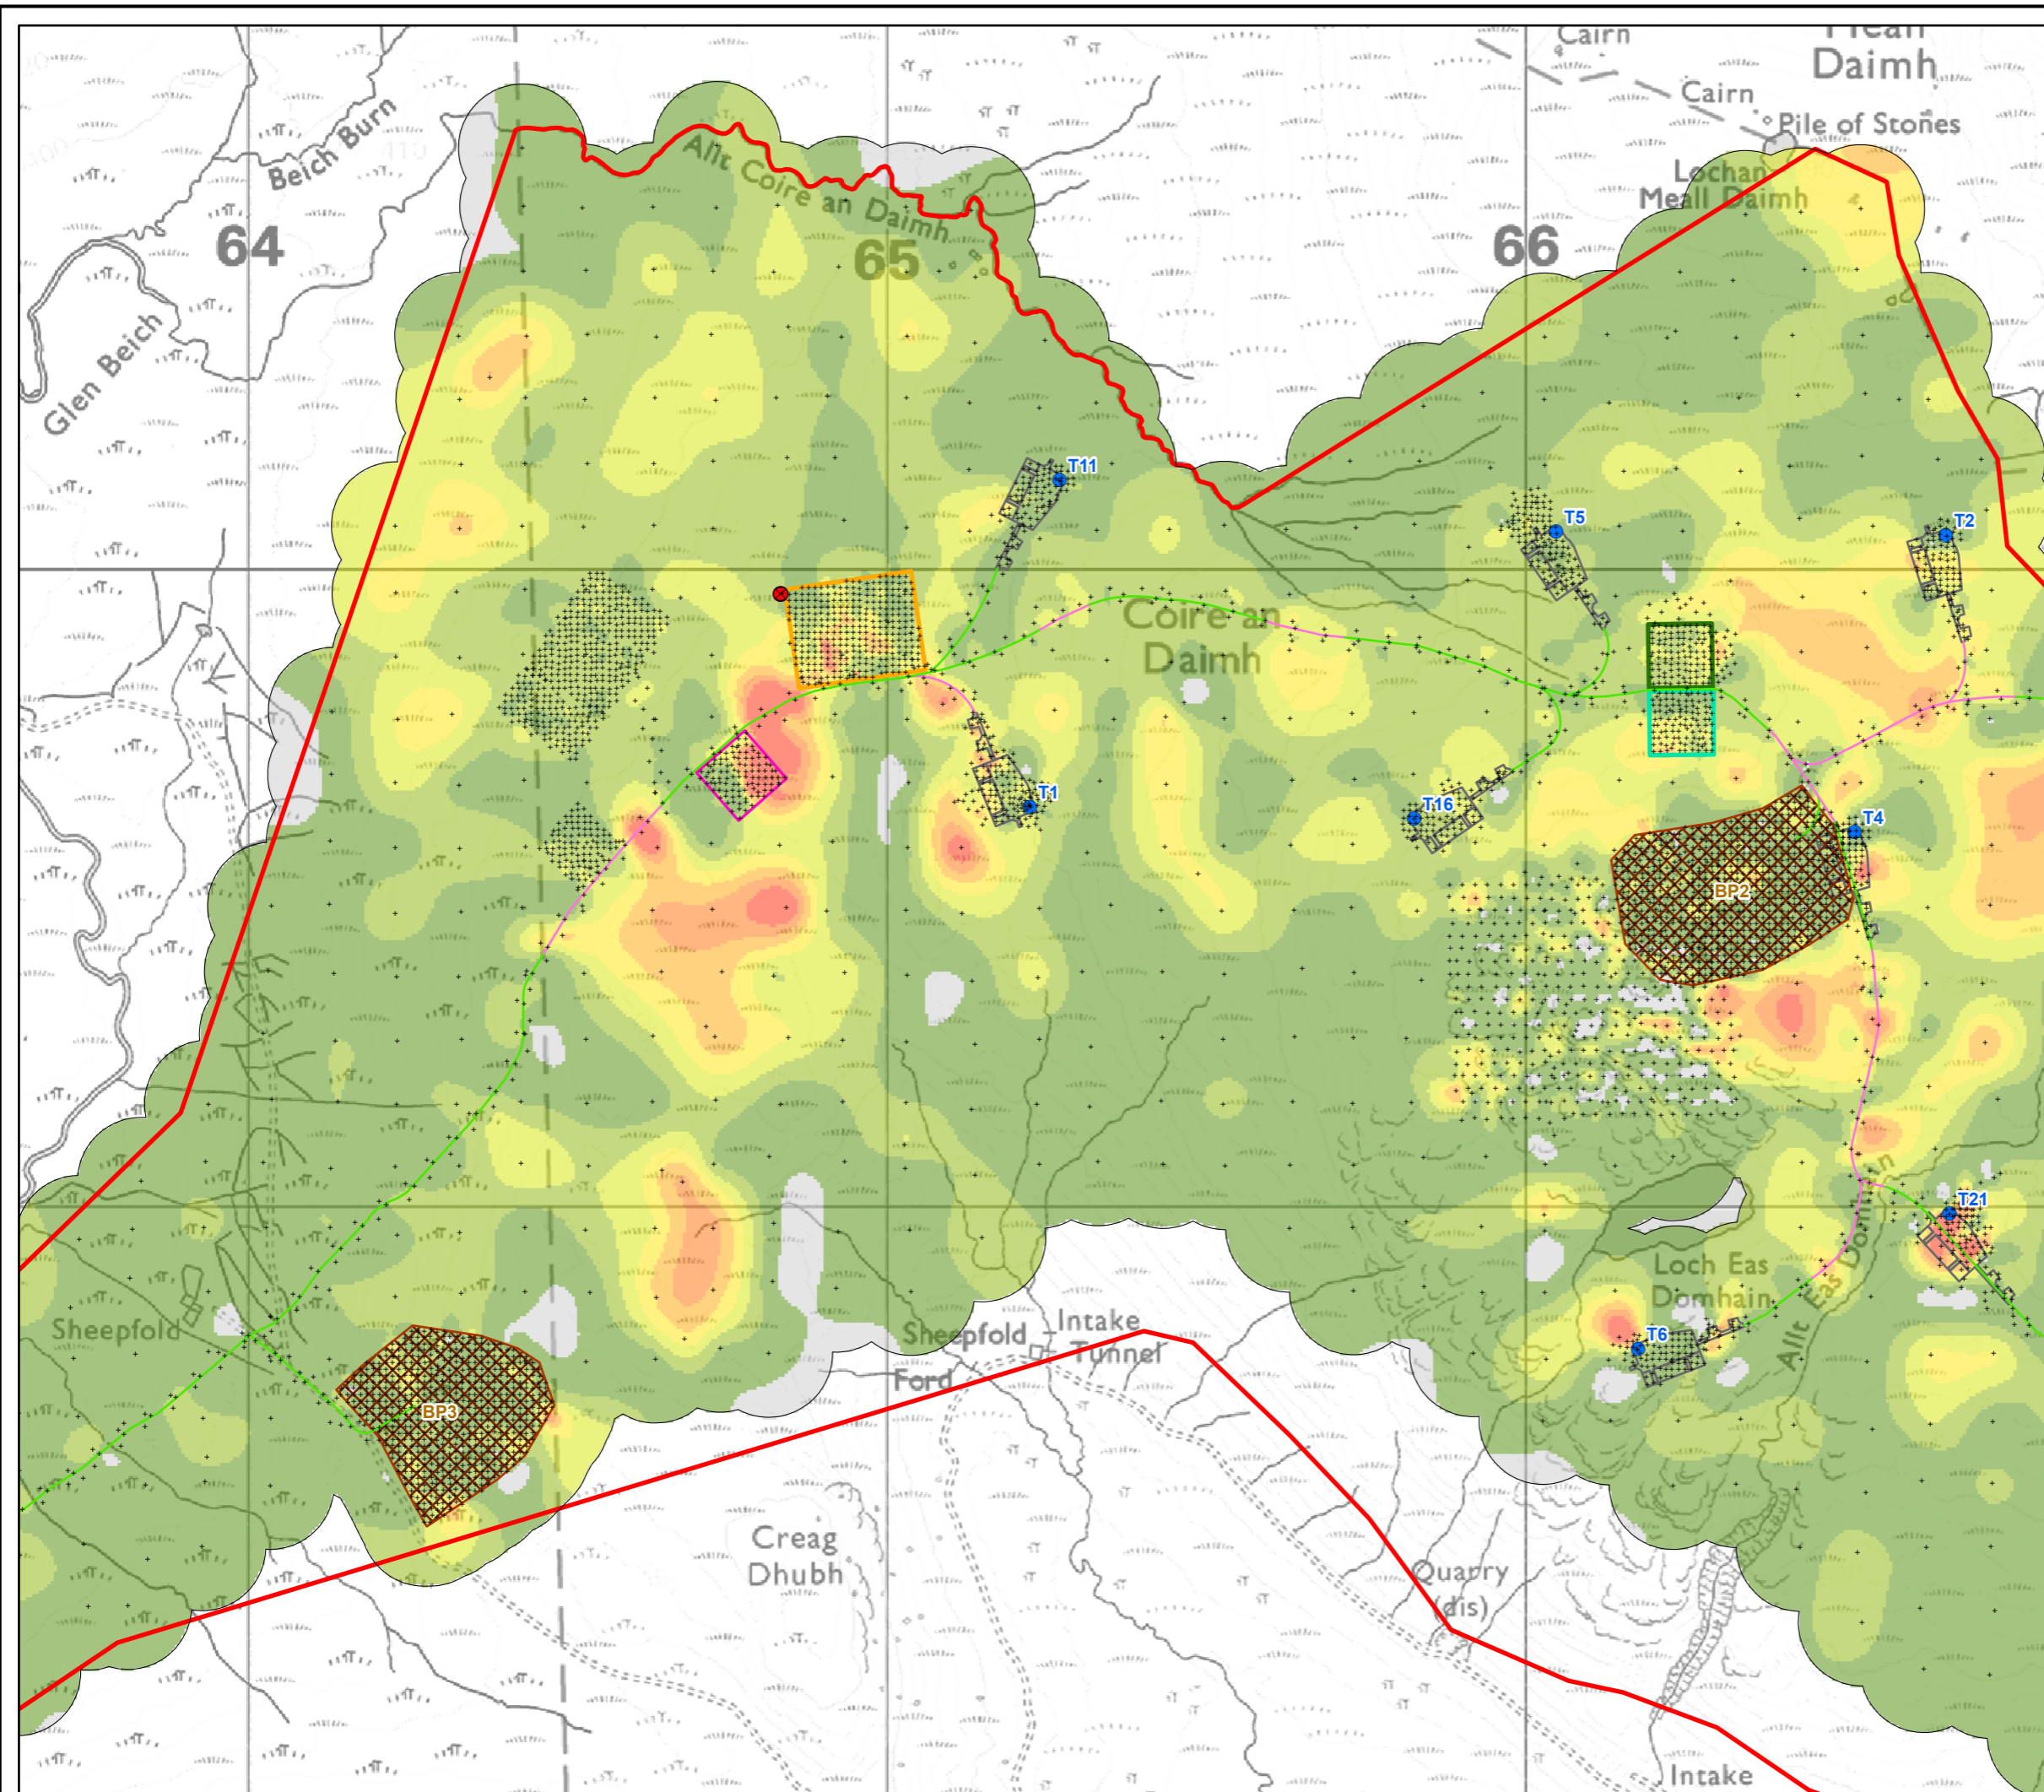 Cairn
Daimh
Cairn
Pile of Stones
Beich Burn
Allt Coire an Daimh
Lochan
Meall Daimh
64
65
66
Glen Beich
T11
T5
T2
Coire an
Daimh
T1
T16
T4
BP2
T21
Loch Eas
Domhain
Allt Eas Domhain
Sheepfold
Sheepfold
Intake
Tunnel
T6
Ford
BP3
Creag
Dhubh
Quarry
(dis)
Intake